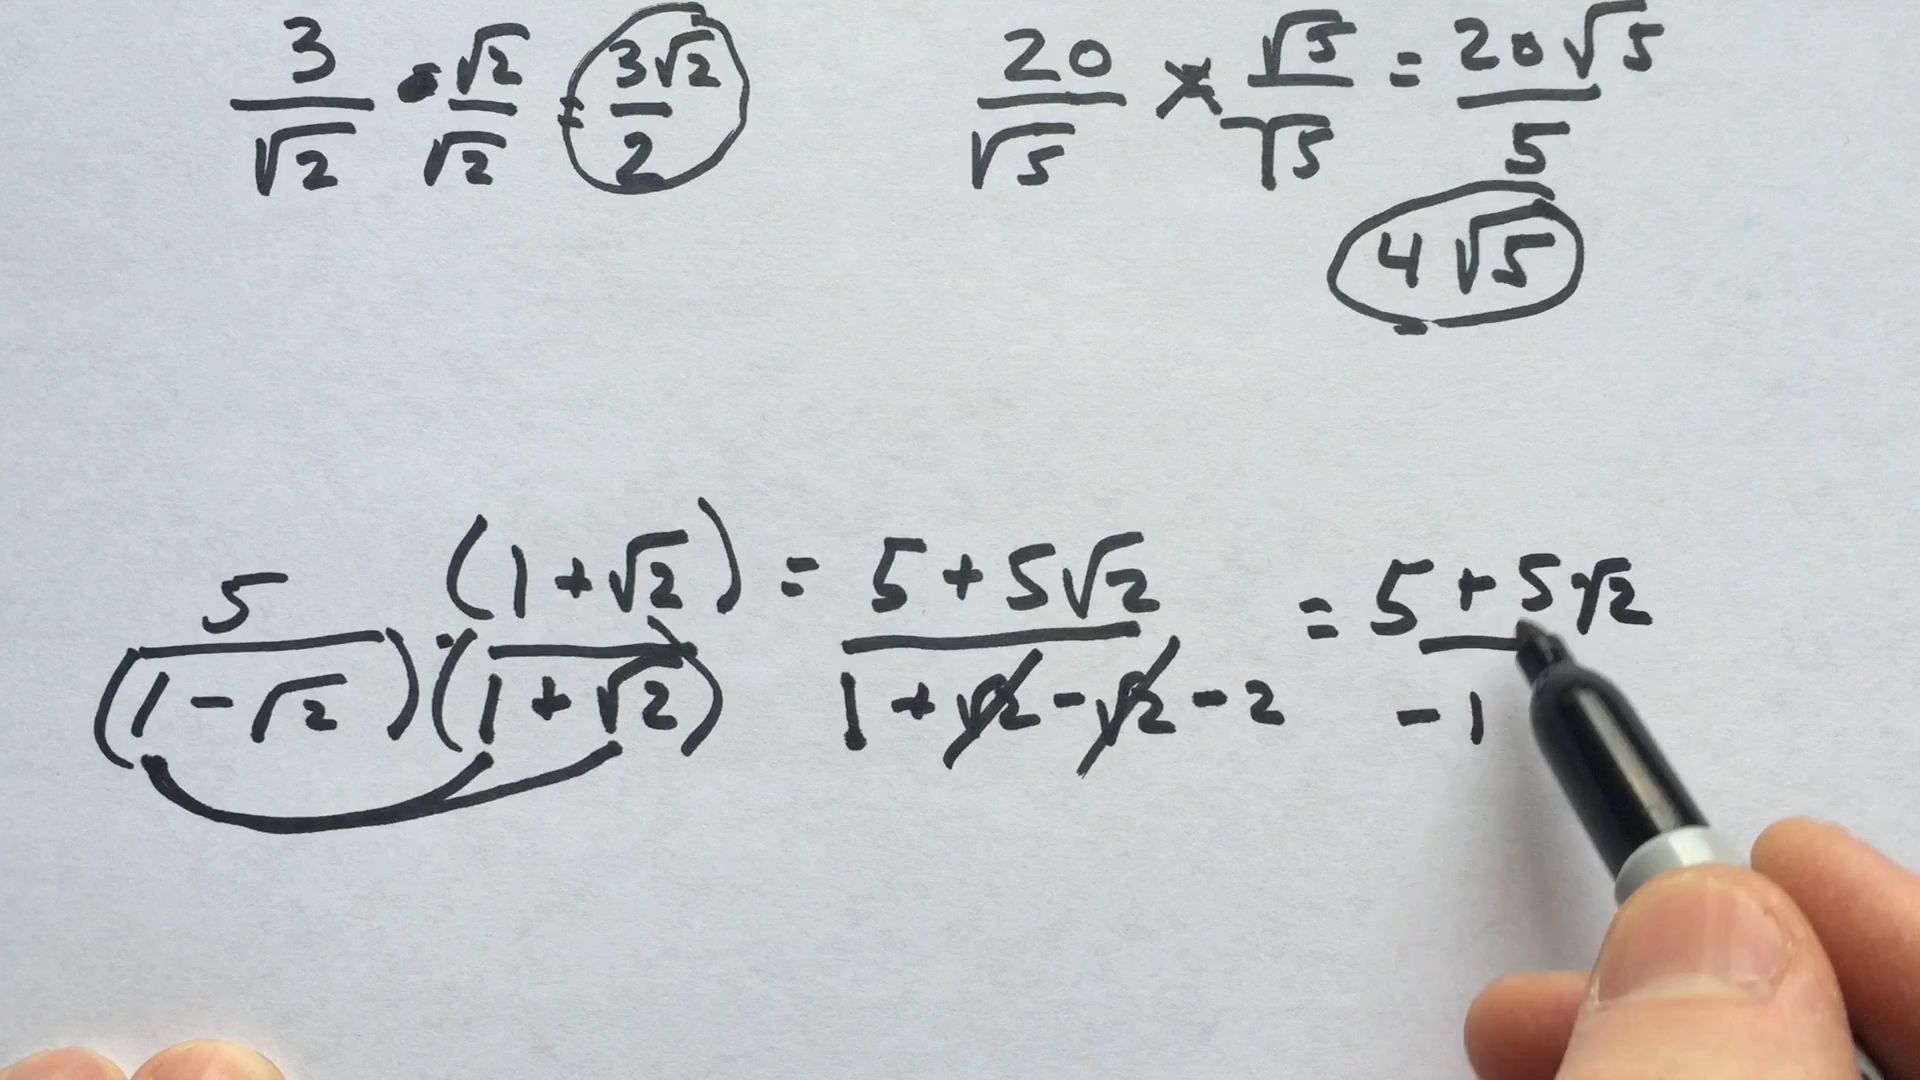 3/√2 • √2/√2 = 3√2/2
20/√5 × √5/√5 = 20√5/5
4√5
5/(1-√2) · (1+√2)/(1+√2) = 5+5√2/1+√2-√2-2 = 5+5√2/-1